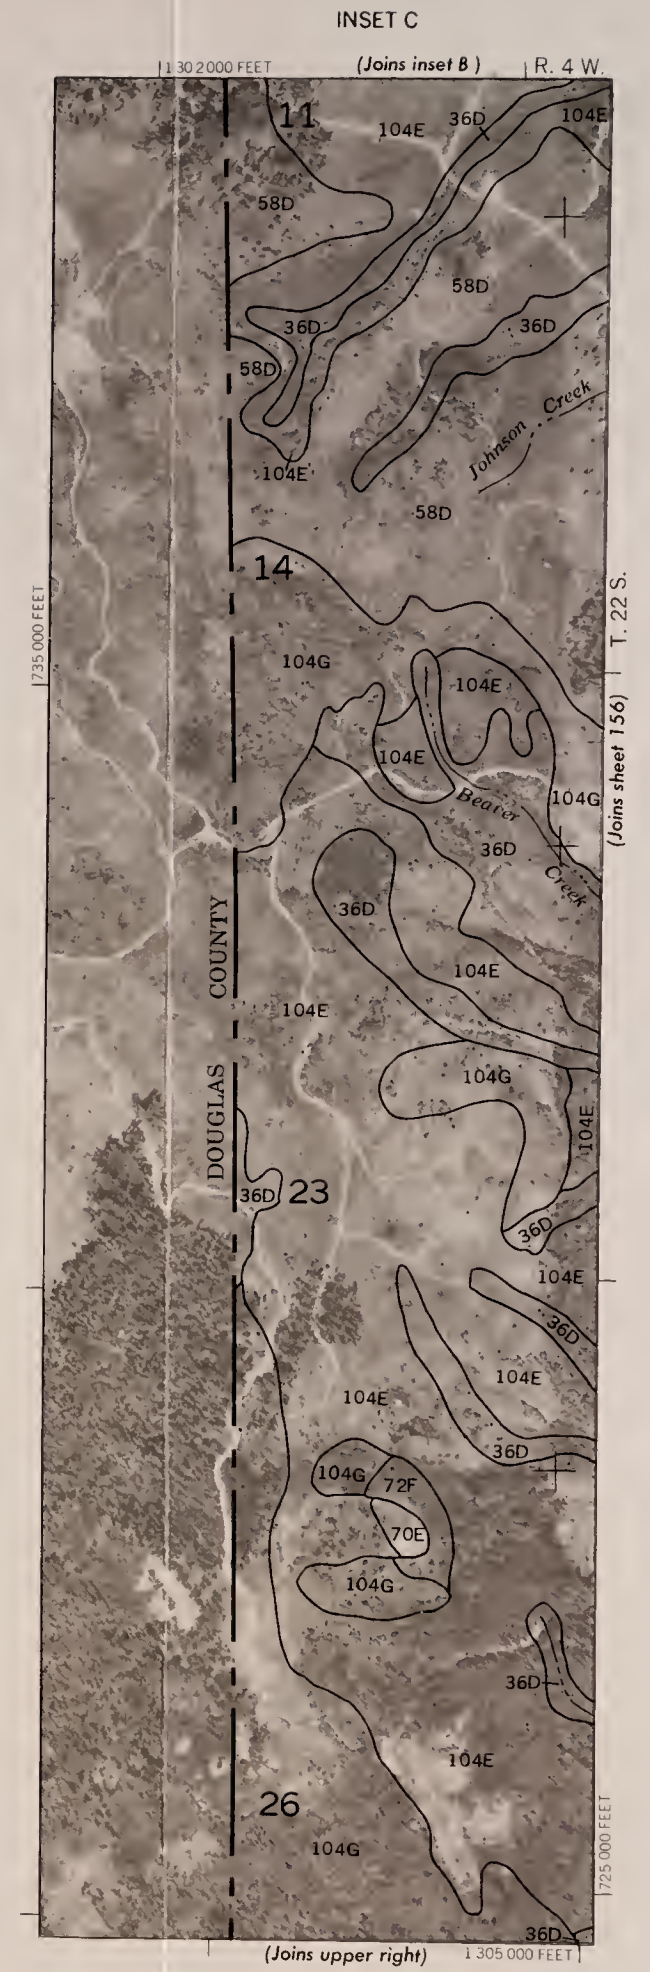 INSET C
1 302 000 FEET (Joins inset B) R. 4 W.
11 104E 36D 104E
58D
58D
36D 36D
58D
Johnson Creek
104E
58D
14
735 000 FEET
T. 22 S.
104G
104E
104E
(Joins sheet 156)
Beaver Creek
104G
36D
36D
104E
DOUGLAS COUNTY
104E
104G
104E
36D 23
36D
104E
36D
104E
104E
36D
104G 72F
70E
104G
36D
104E
26
104G
725 000 FEET
36D
(Joins upper right) 1 305 000 FEET